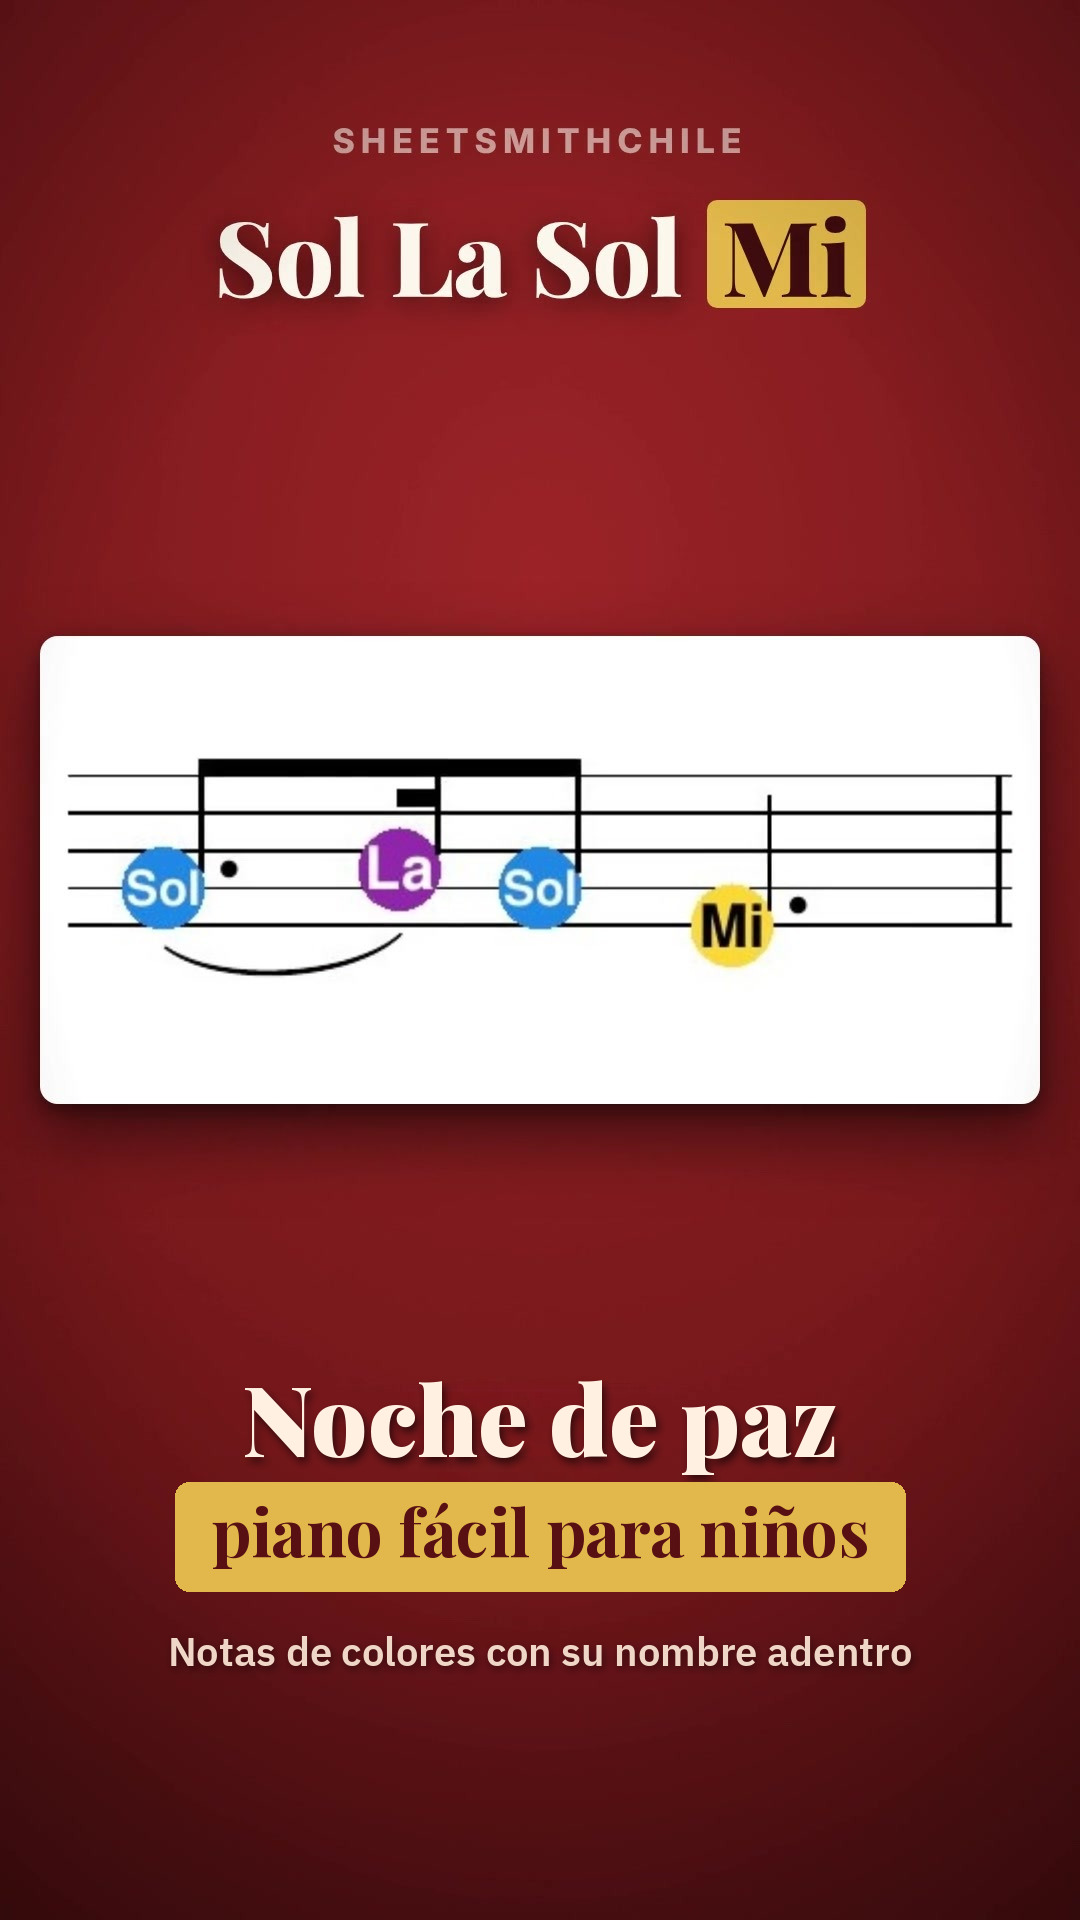 SHEETSMITHCHILE
Sol La Sol Mi
Sol La Sol Mi
Noche de paz
piano fácil para niños
Notas de colores con su nombre adentro